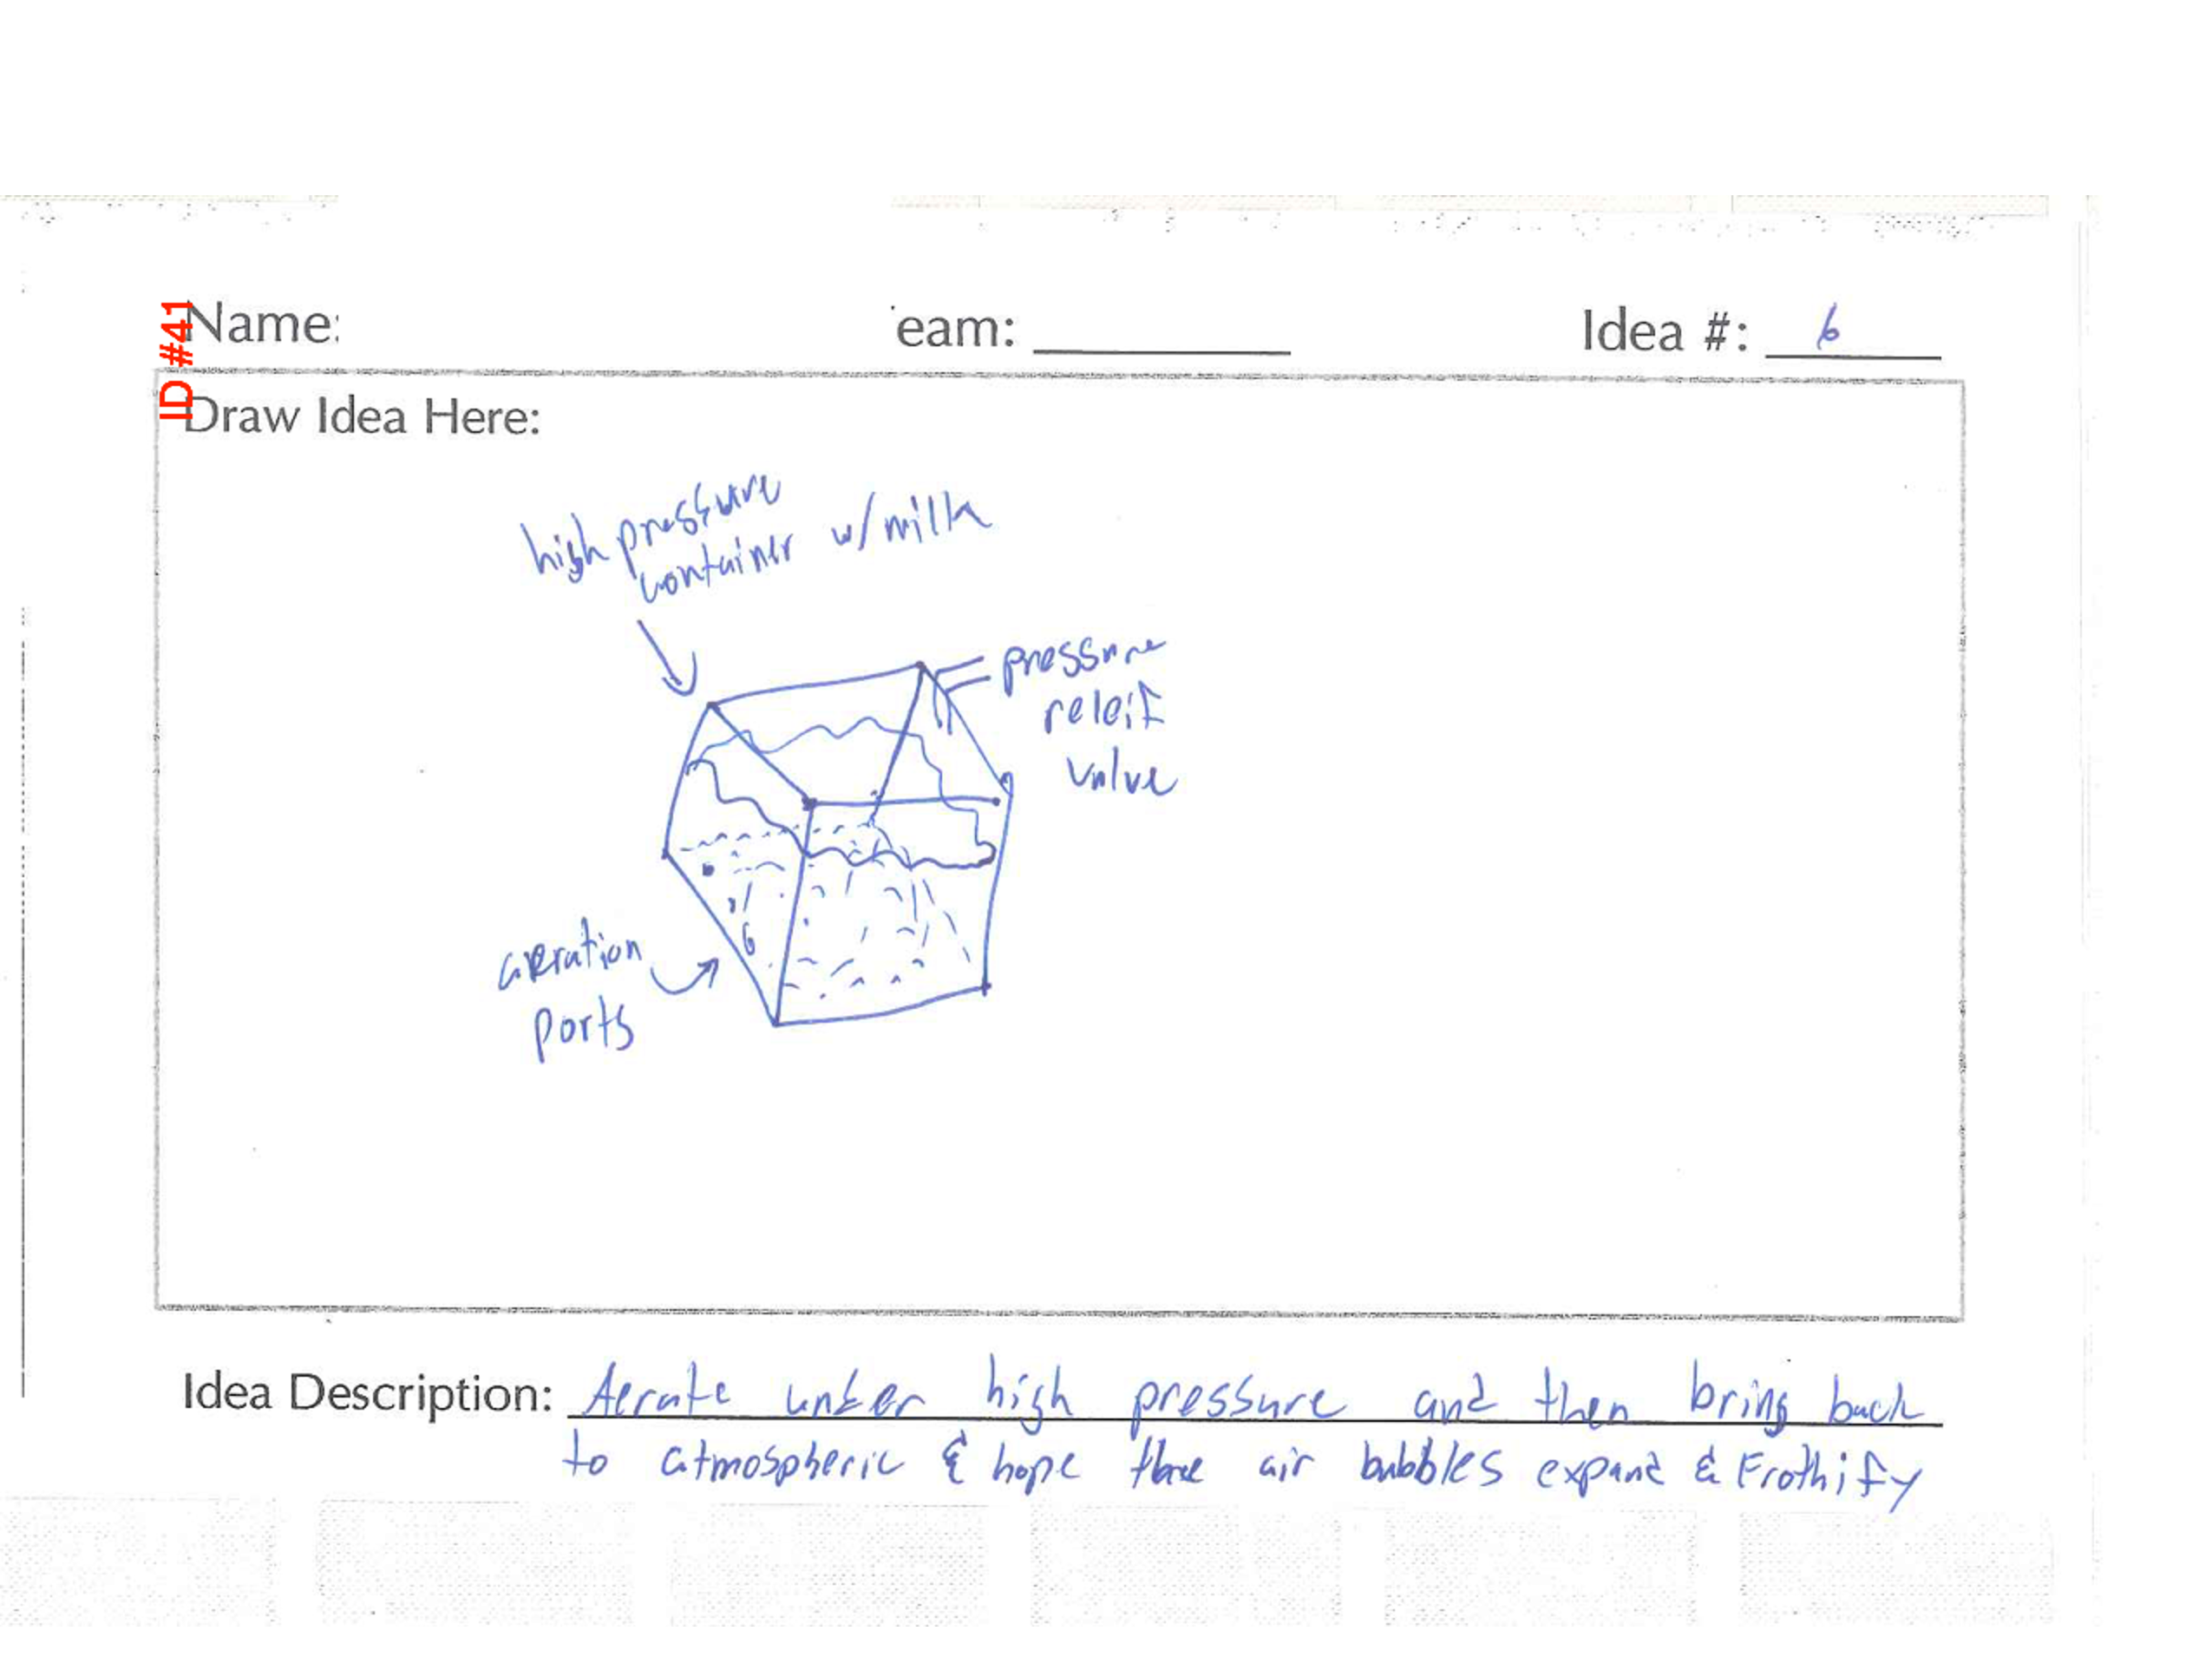 ID #41
Name:
eam:
Idea #: 6
Draw Idea Here:
high pressure
container w/ milk
pressure
releif
valve
aeration
ports
Idea Description: Aerate under high pressure and then bring back
to atmospheric & hope the air bubbles expand & Frothify